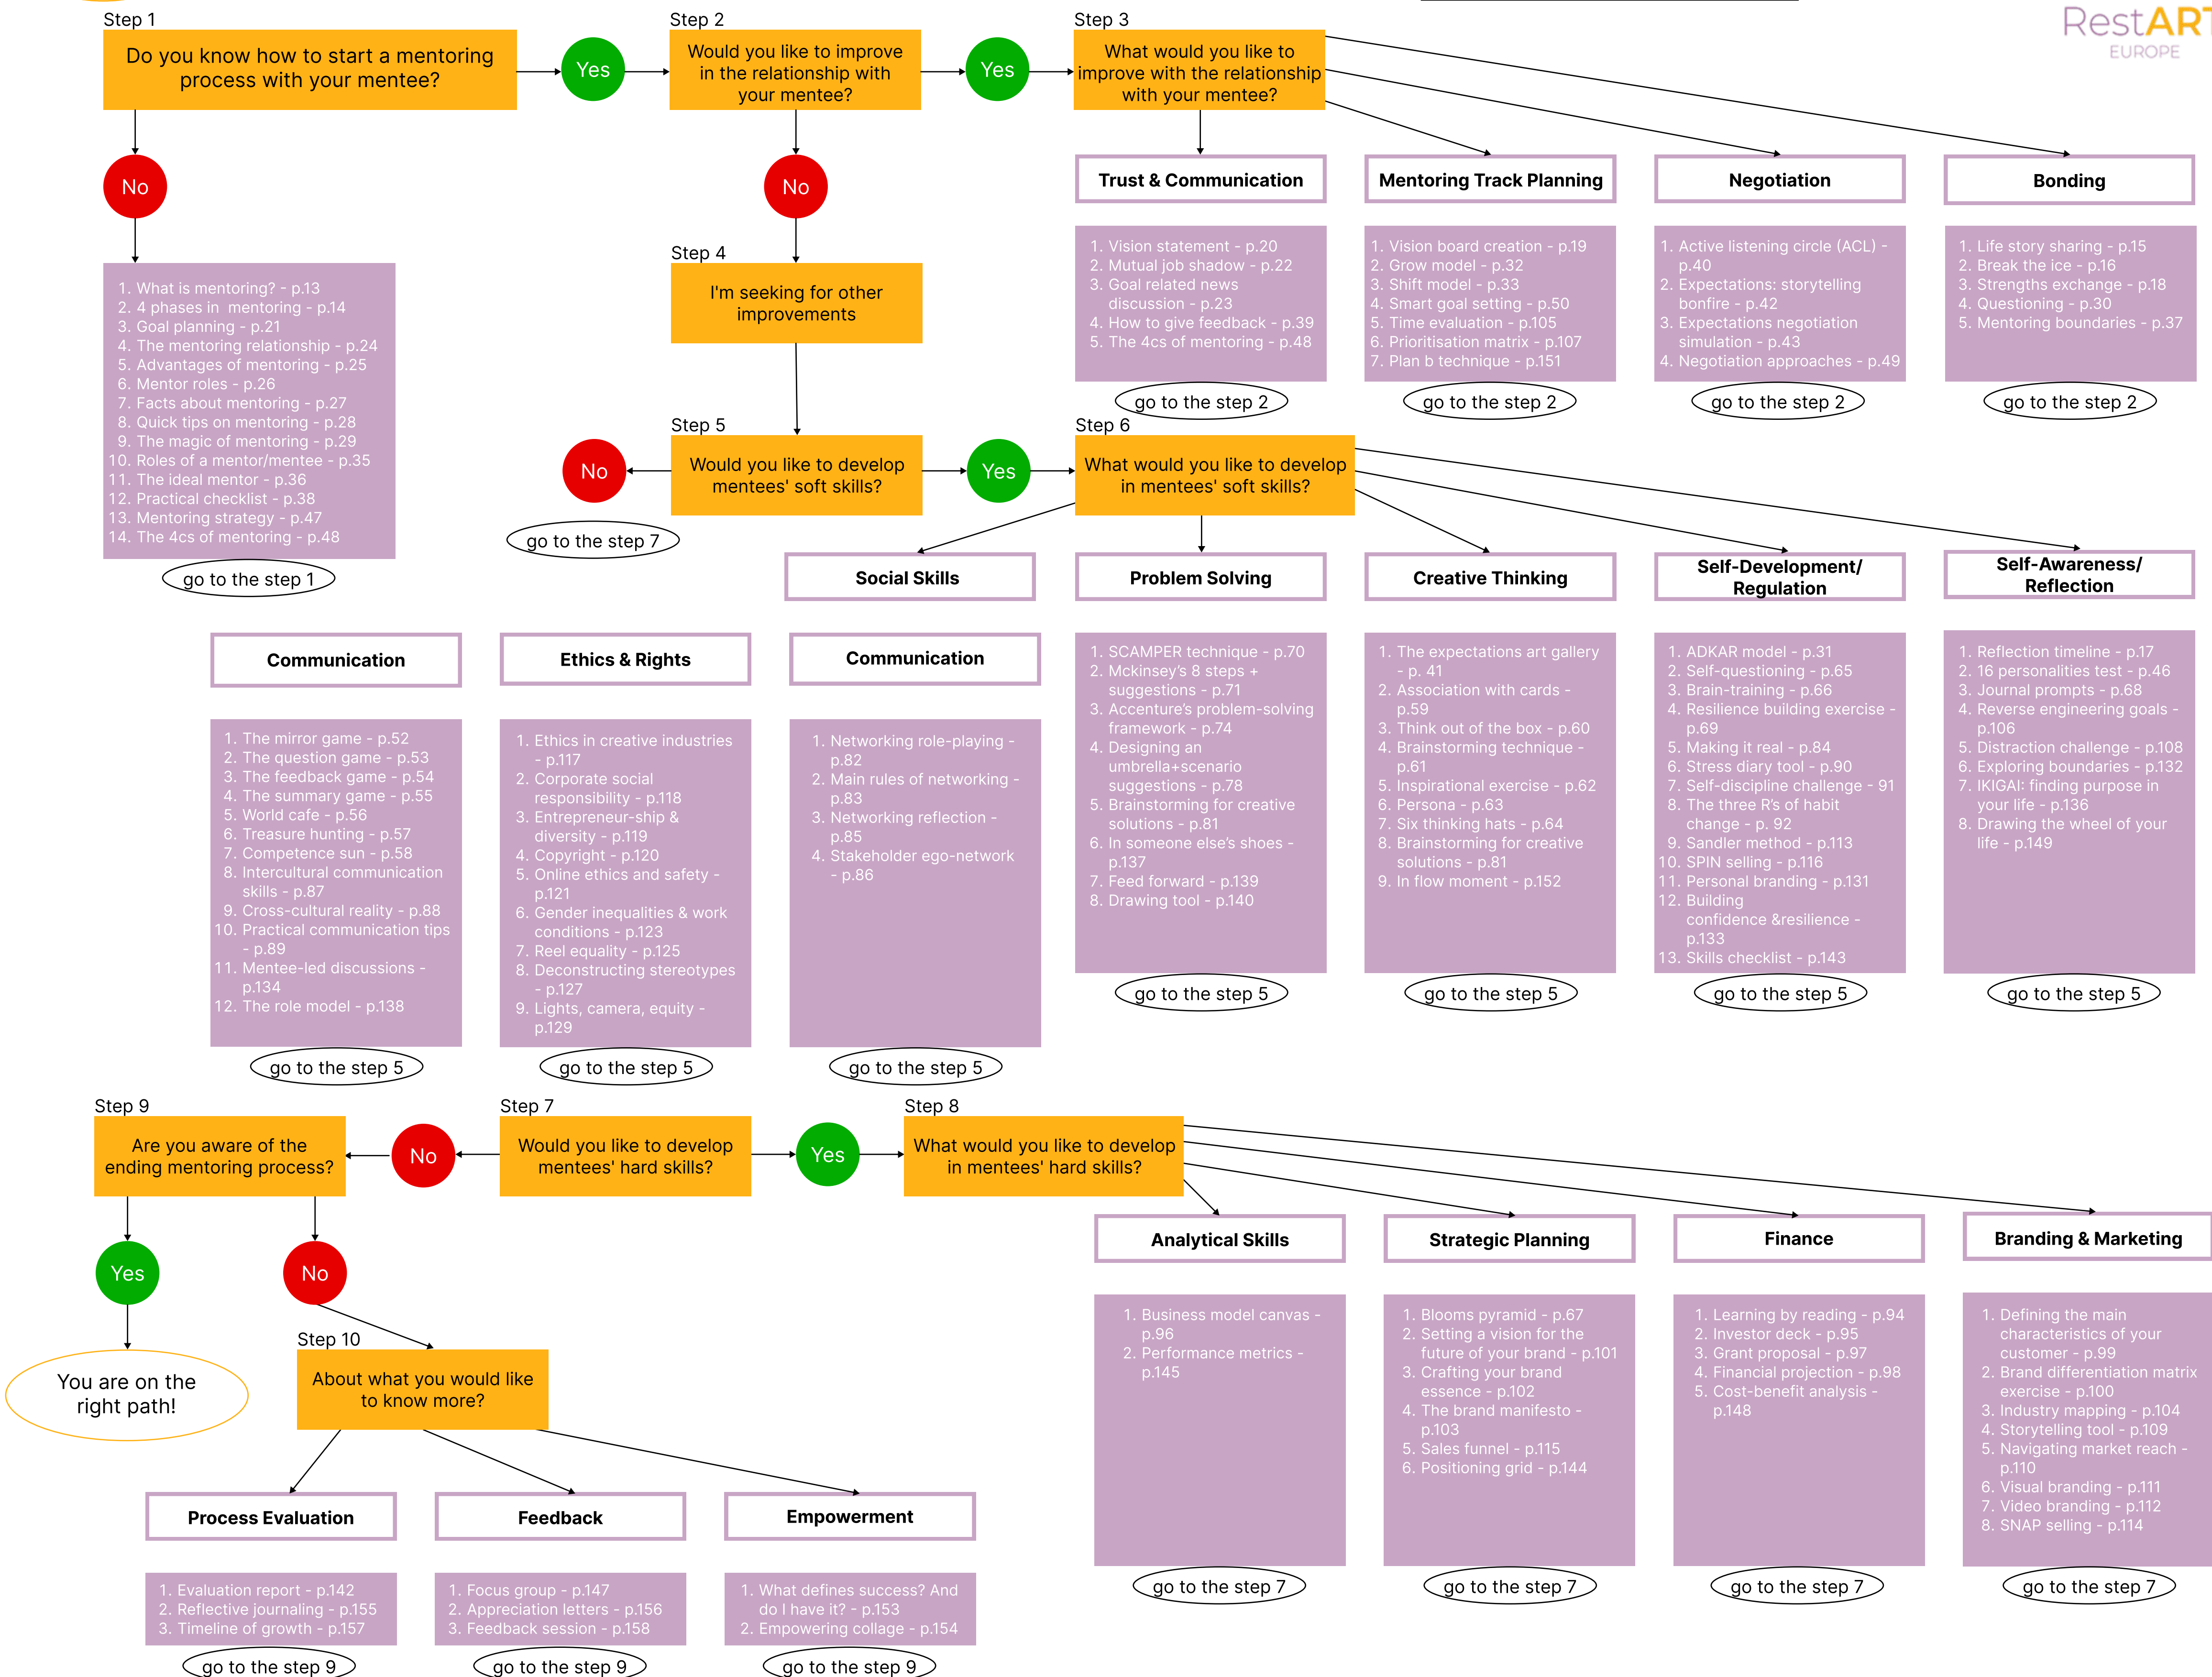 RestART
EUROPE
Step 1
Do you know how to start a mentoring
process with your mentee?
Yes
Step 2
Would you like to improve
in the relationship with
your mentee?
Yes
Step 3
What would you like to
improve with the relationship
with your mentee?
No
No
Trust & Communication
1. Vision statement - p.20
2. Mutual job shadow - p.22
3. Goal related news
discussion - p.23
4. How to give feedback - p.39
5. The 4cs of mentoring - p.48
go to the step 2
Mentoring Track Planning
1. Vision board creation - p.19
2. Grow model - p.32
3. Shift model - p.33
4. Smart goal setting - p.50
5. Time evaluation - p.105
6. Prioritisation matrix - p.107
7. Plan b technique - p.151
go to the step 2
Negotiation
1. Active listening circle (ACL) -
p.40
2. Expectations: storytelling
bonfire - p.42
3. Expectations negotiation
simulation - p.43
4. Negotiation approaches - p.49
go to the step 2
Bonding
1. Life story sharing - p.15
2. Break the ice - p.16
3. Strengths exchange - p.18
4. Questioning - p.30
5. Mentoring boundaries - p.37
go to the step 2
1. What is mentoring? - p.13
2. 4 phases in  mentoring - p.14
3. Goal planning - p.21
4. The mentoring relationship - p.24
5. Advantages of mentoring - p.25
6. Mentor roles - p.26
7. Facts about mentoring - p.27
8. Quick tips on mentoring - p.28
9. The magic of mentoring - p.29
10. Roles of a mentor/mentee - p.35
11. The ideal mentor - p.36
12. Practical checklist - p.38
13. Mentoring strategy - p.47
14. The 4cs of mentoring - p.48
go to the step 1
Step 4
I'm seeking for other
improvements
Step 5
Would you like to develop
mentees' soft skills?
No
go to the step 7
Yes
Step 6
What would you like to develop
in mentees' soft skills?
Social Skills
Problem Solving
Creative Thinking
Self-Development/
Regulation
Self-Awareness/
Reflection
Communication
1. The mirror game - p.52
2. The question game - p.53
3. The feedback game - p.54
4. The summary game - p.55
5. World cafe - p.56
6. Treasure hunting - p.57
7. Competence sun - p.58
8. Intercultural communication
skills - p.87
9. Cross-cultural reality - p.88
10. Practical communication tips
- p.89
11. Mentee-led discussions -
p.134
12. The role model - p.138
go to the step 5
Ethics & Rights
1. Ethics in creative industries
- p.117
2. Corporate social
responsibility - p.118
3. Entrepreneur-ship &
diversity - p.119
4. Copyright - p.120
5. Online ethics and safety -
p.121
6. Gender inequalities & work
conditions - p.123
7. Reel equality - p.125
8. Deconstructing stereotypes
- p.127
9. Lights, camera, equity -
p.129
go to the step 5
Communication
1. Networking role-playing -
p.82
2. Main rules of networking -
p.83
3. Networking reflection -
p.85
4. Stakeholder ego-network
- p.86
go to the step 5
1. SCAMPER technique - p.70
2. Mckinsey's 8 steps +
suggestions - p.71
3. Accenture's problem-solving
framework - p.74
4. Designing an
umbrella+scenario
suggestions - p.78
5. Brainstorming for creative
solutions - p.81
6. In someone else's shoes -
p.137
7. Feed forward - p.139
8. Drawing tool - p.140
go to the step 5
1. The expectations art gallery
- p. 41
2. Association with cards -
p.59
3. Think out of the box - p.60
4. Brainstorming technique -
p.61
5. Inspirational exercise - p.62
6. Persona - p.63
7. Six thinking hats - p.64
8. Brainstorming for creative
solutions - p.81
9. In flow moment - p.152
go to the step 5
1. ADKAR model - p.31
2. Self-questioning - p.65
3. Brain-training - p.66
4. Resilience building exercise -
p.69
5. Making it real - p.84
6. Stress diary tool - p.90
7. Self-discipline challenge - 91
8. The three R's of habit
change - p. 92
9. Sandler method - p.113
10. SPIN selling - p.116
11. Personal branding - p.131
12. Building
confidence &resilience -
p.133
13. Skills checklist - p.143
go to the step 5
1. Reflection timeline - p.17
2. 16 personalities test - p.46
3. Journal prompts - p.68
4. Reverse engineering goals -
p.106
5. Distraction challenge - p.108
6. Exploring boundaries - p.132
7. IKIGAI: finding purpose in
your life - p.136
8. Drawing the wheel of your
life - p.149
go to the step 5
Step 9
Are you aware of the
ending mentoring process?
No
Step 7
Would you like to develop
mentees' hard skills?
Yes
Step 8
What would you like to develop
in mentees' hard skills?
Yes
No
You are on the
right path!
Step 10
About what you would like
to know more?
Analytical Skills
1. Business model canvas -
p.96
2. Performance metrics -
p.145
go to the step 7
Strategic Planning
1. Blooms pyramid - p.67
2. Setting a vision for the
future of your brand - p.101
3. Crafting your brand
essence - p.102
4. The brand manifesto -
p.103
5. Sales funnel - p.115
6. Positioning grid - p.144
go to the step 7
Finance
1. Learning by reading - p.94
2. Investor deck - p.95
3. Grant proposal - p.97
4. Financial projection - p.98
5. Cost-benefit analysis -
p.148
go to the step 7
Branding & Marketing
1. Defining the main
characteristics of your
customer - p.99
2. Brand differentiation matrix
exercise - p.100
3. Industry mapping - p.104
4. Storytelling tool - p.109
5. Navigating market reach -
p.110
6. Visual branding - p.111
7. Video branding - p.112
8. SNAP selling - p.114
go to the step 7
Process Evaluation
1. Evaluation report - p.142
2. Reflective journaling - p.155
3. Timeline of growth - p.157
go to the step 9
Feedback
1. Focus group - p.147
2. Appreciation letters - p.156
3. Feedback session - p.158
go to the step 9
Empowerment
1. What defines success? And
do I have it? - p.153
2. Empowering collage - p.154
go to the step 9